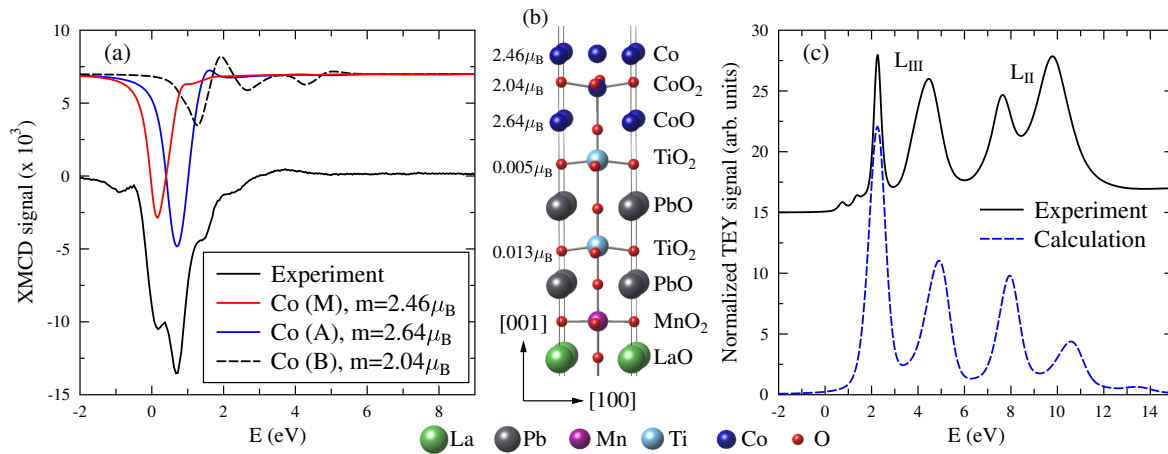 (a)
XMCD signal (x 10³)
10
5
0
-5
-10
-15
-2
0
2
4
6
8
E (eV)
Experiment
Co (M), m=2.46μB
Co (A), m=2.64μB
Co (B), m=2.04μB
(b)
2.46μB Co
2.04μB CoO₂
2.64μB CoO
TiO₂
0.005μB
PbO
TiO₂
0.013μB
PbO
[001] MnO₂
LaO
[100]
(c)
Normalized TEY signal (arb. units)
30
25
20
15
10
5
0
-2
0
2
4
6
8
10
12
14
E (eV)
LIII
LII
Experiment
Calculation
La Pb Mn Ti Co O